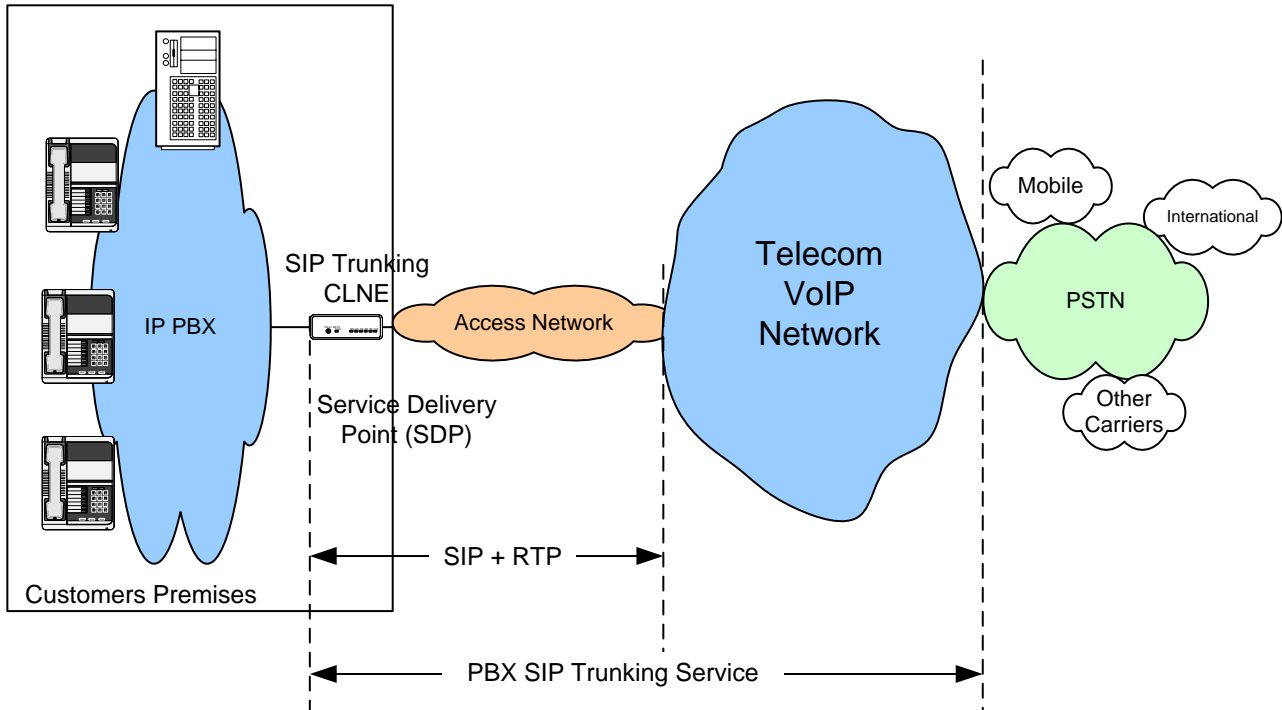 Mobile
International
SIP Trunking
CLNE
Telecom
VoIP
Network
IP PBX
Access Network
PSTN
Service Delivery
Point (SDP)
Other
Carriers
SIP + RTP
Customers Premises
PBX SIP Trunking Service